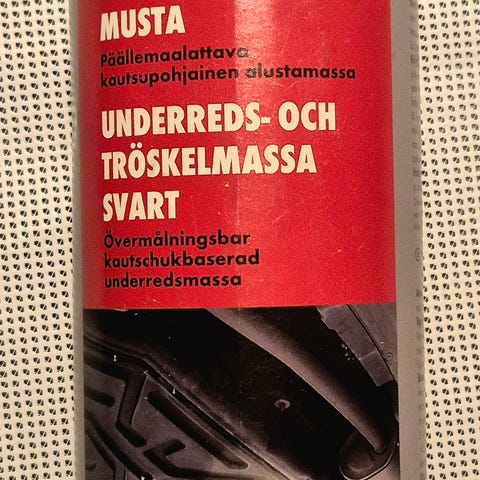 MUSTA
Päällemaalattava
kautsupohjainen alustamassa
UNDERREDS- OCH
TRÖSKELMASSA
SVART
Övermålningsbar
kautschukbaserad
underredsmassa